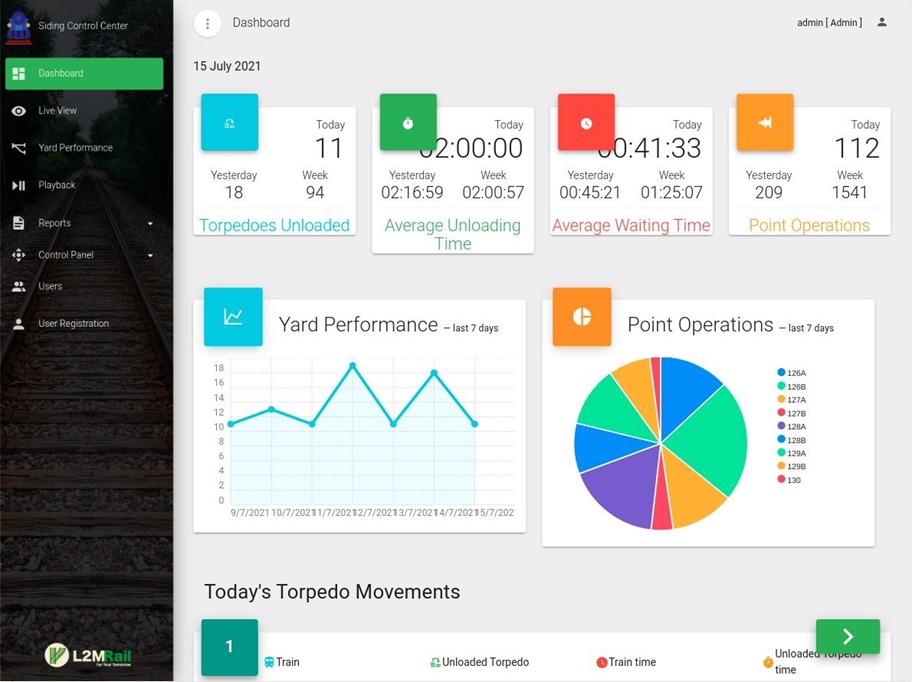 Siding Control Center
Dashboard
Live View
Yard Performance
Playback
Reports
Control Panel
Users
User Registration
L2MRail
For Your Tomorrow
Dashboard
admin [ Admin ]
15 July 2021
Today
11
Yesterday Week
18 94
Torpedoes Unloaded
Today
02:00:00
Yesterday Week
02:16:59 02:00:57
Average Unloading
Time
Today
00:41:33
Yesterday Week
00:45:21 01:25:07
Average Waiting Time
Today
112
Yesterday Week
209 1541
Point Operations
Yard Performance – last 7 days
18
16
14
12
10
8
6
4
2
0
9/7/2021 10/7/2021 11/7/2021 12/7/2021 13/7/2021 14/7/2021 15/7/202
Point Operations – last 7 days
126A
126B
127A
127B
128A
128B
129A
129B
130
Today's Torpedo Movements
1
Train
Unloaded Torpedo
Train time
Unloaded Torpedo
time